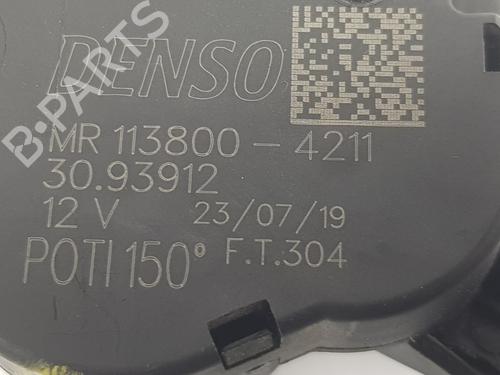 DENSO
MR 113800-4211
30.93912
12 V 23/07/19
POTI 150° F.T.304
B-PARTS